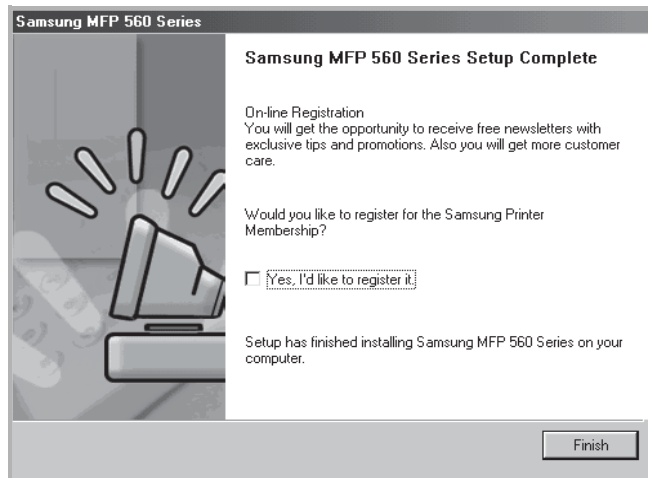 Samsung MFP 560 Series
Samsung MFP 560 Series Setup Complete
On-line Registration
You will get the opportunity to receive free newsletters with
exclusive tips and promotions. Also you will get more customer
care.
Would you like to register for the Samsung Printer
Membership?
Yes, I'd like to register it.
Setup has finished installing Samsung MFP 560 Series on your
computer.
Finish